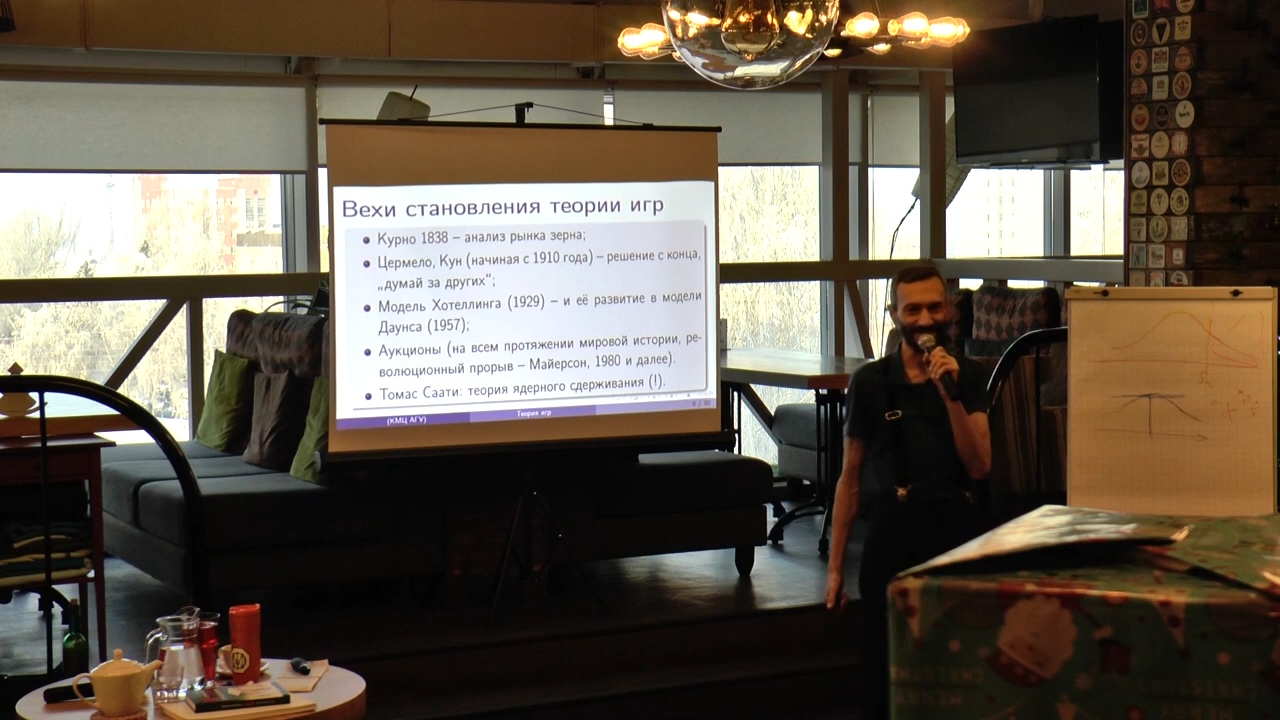 Вехи становления теории игр
Курно 1838 – анализ рынка зерна;
Цермело, Кун (начиная с 1910 года) – решение с конца,
„думай за других“;
Модель Хотеллинга (1929) – и её развитие в модели
Даунса (1957);
Аукционы (на всем протяжении мировой истории, ре-
волюционный прорыв – Майерсон, 1980 и далее).
Томас Саати: теория ядерного сдерживания (!).
(КМЦ АГУ)
Теория игр